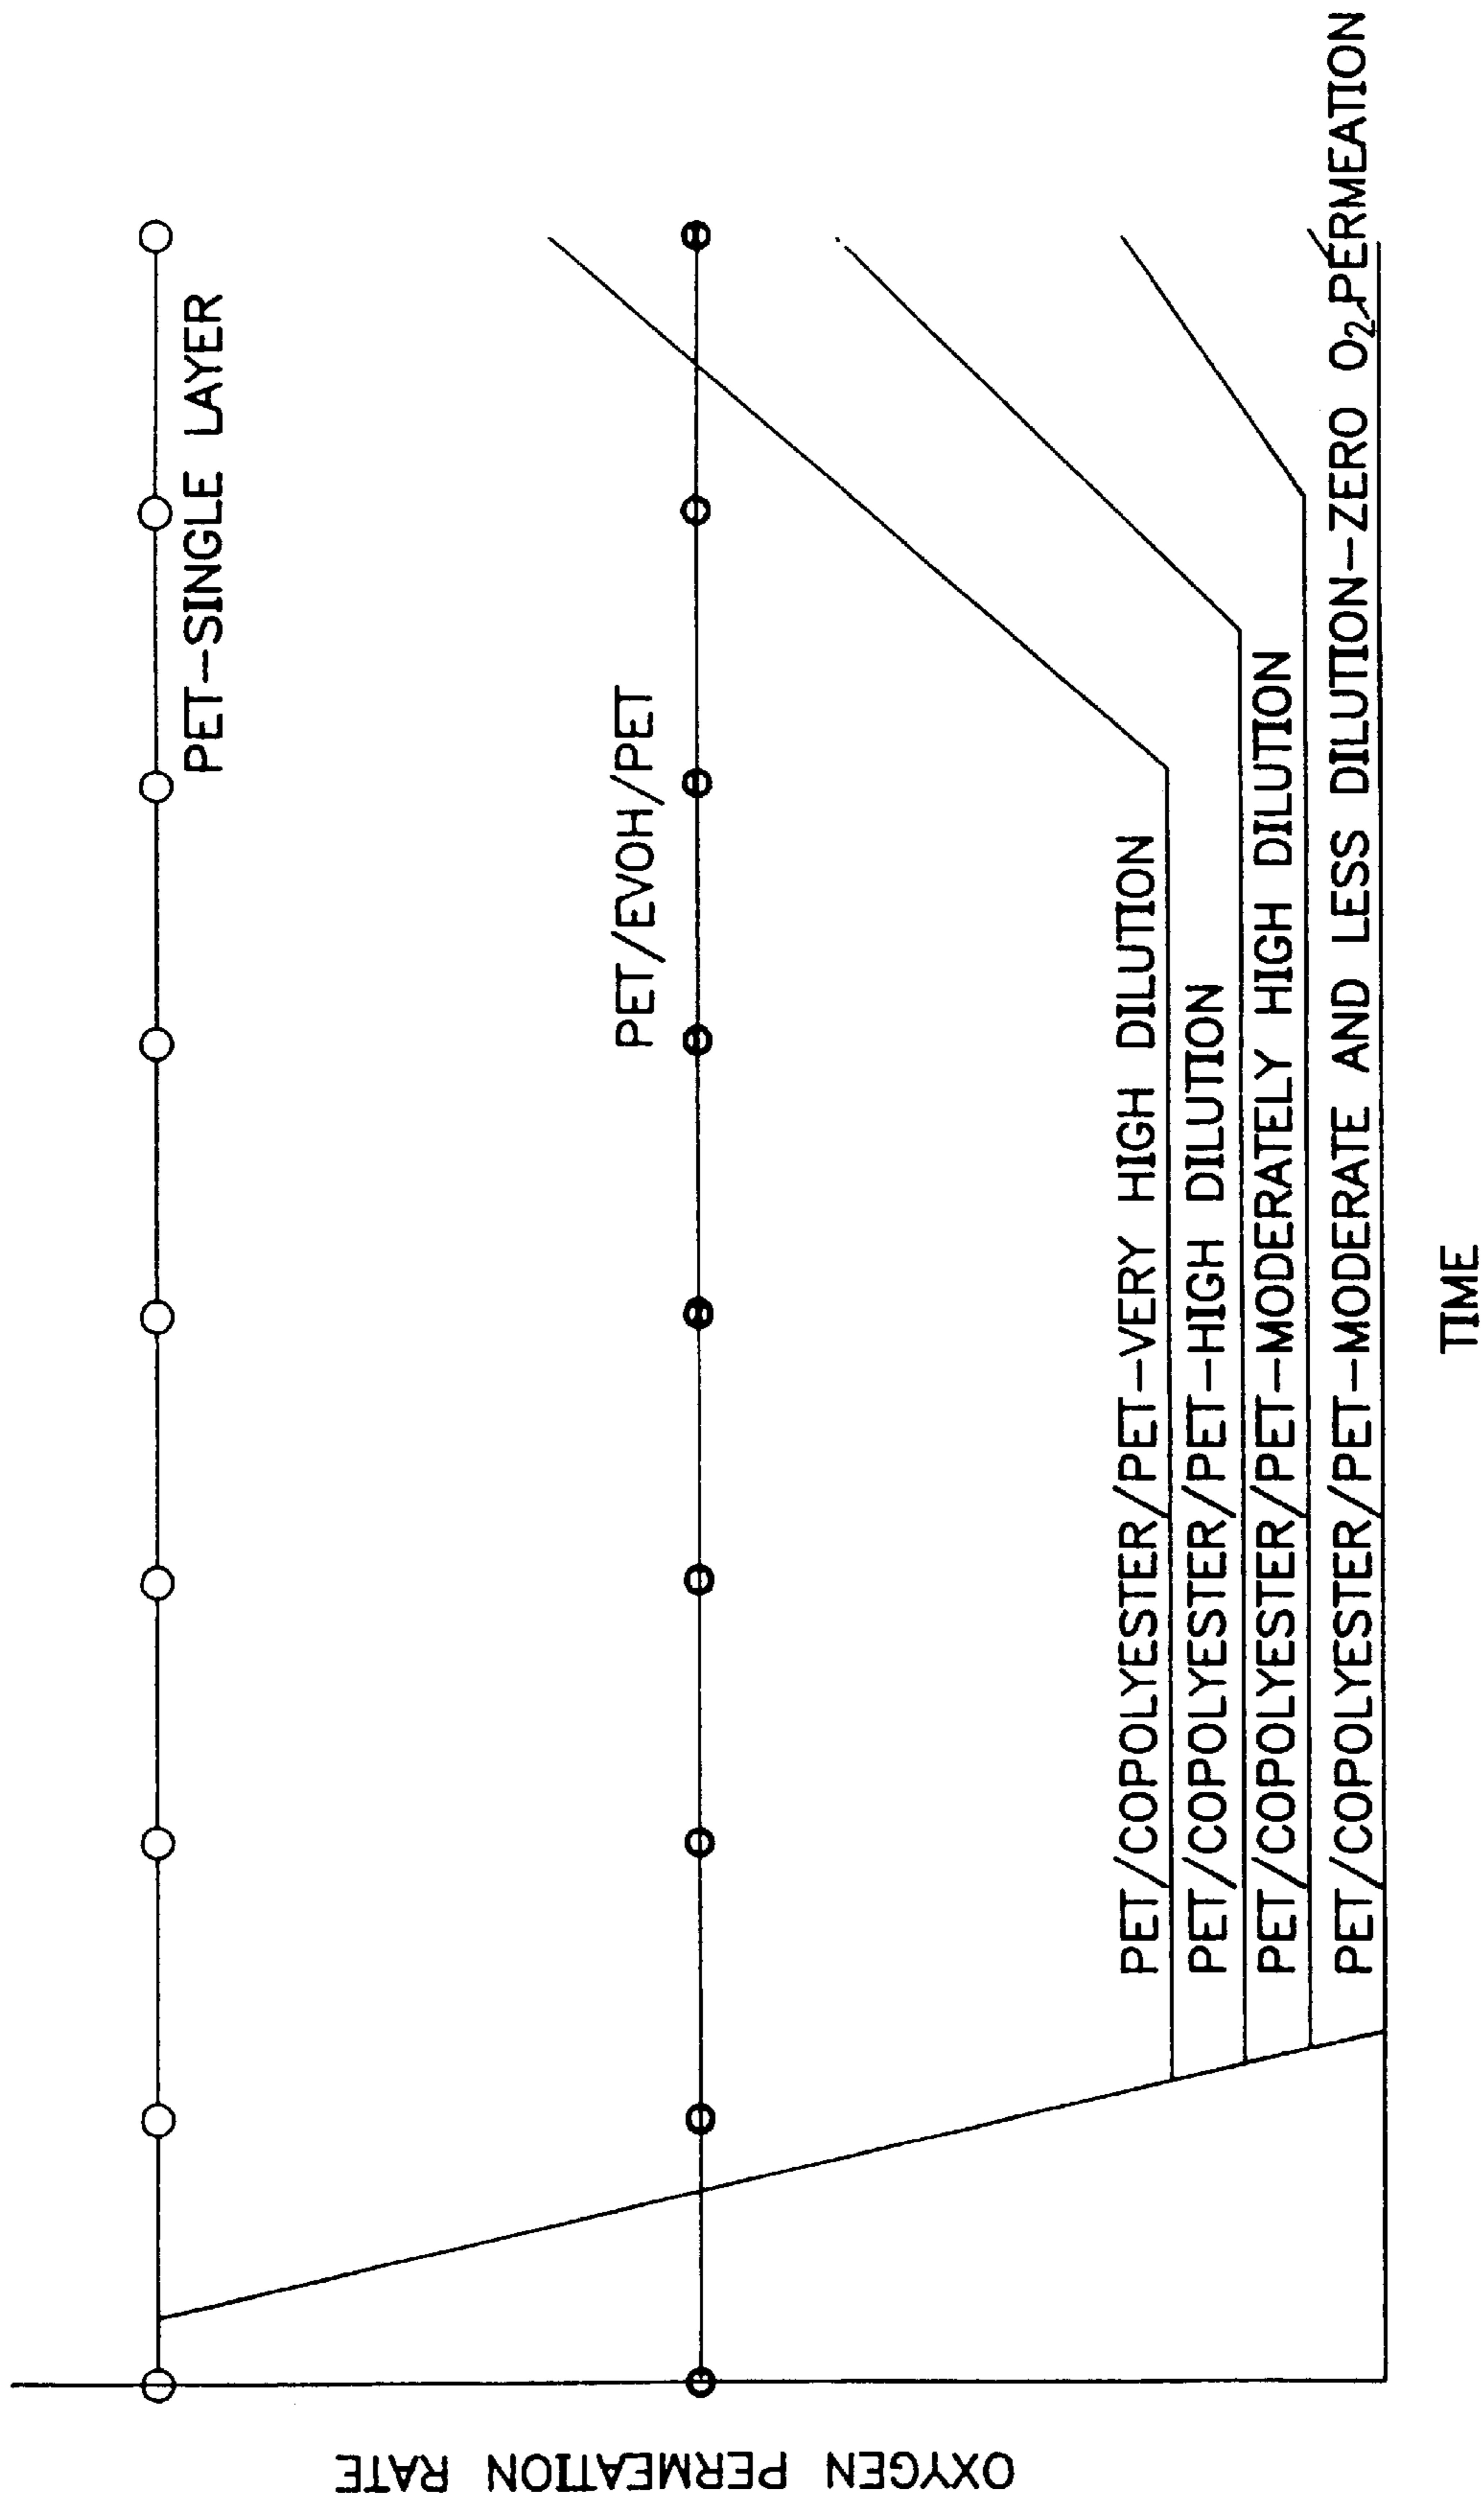 PET-SINGLE LAYER
PET/EVOH/PET
PET/COPOLYESTER/PET-VERY HIGH DILUTION
PET/COPOLYESTER/PET-HIGH DILUTION
PET/COPOLYESTER/PET-MODERATELY HIGH DILUTION
PET/COPOLYESTER/PET-MODERATE AND LESS DILUTION-ZERO O₂ PERMEATION
TIME
OXYGEN PERMEATION RATE